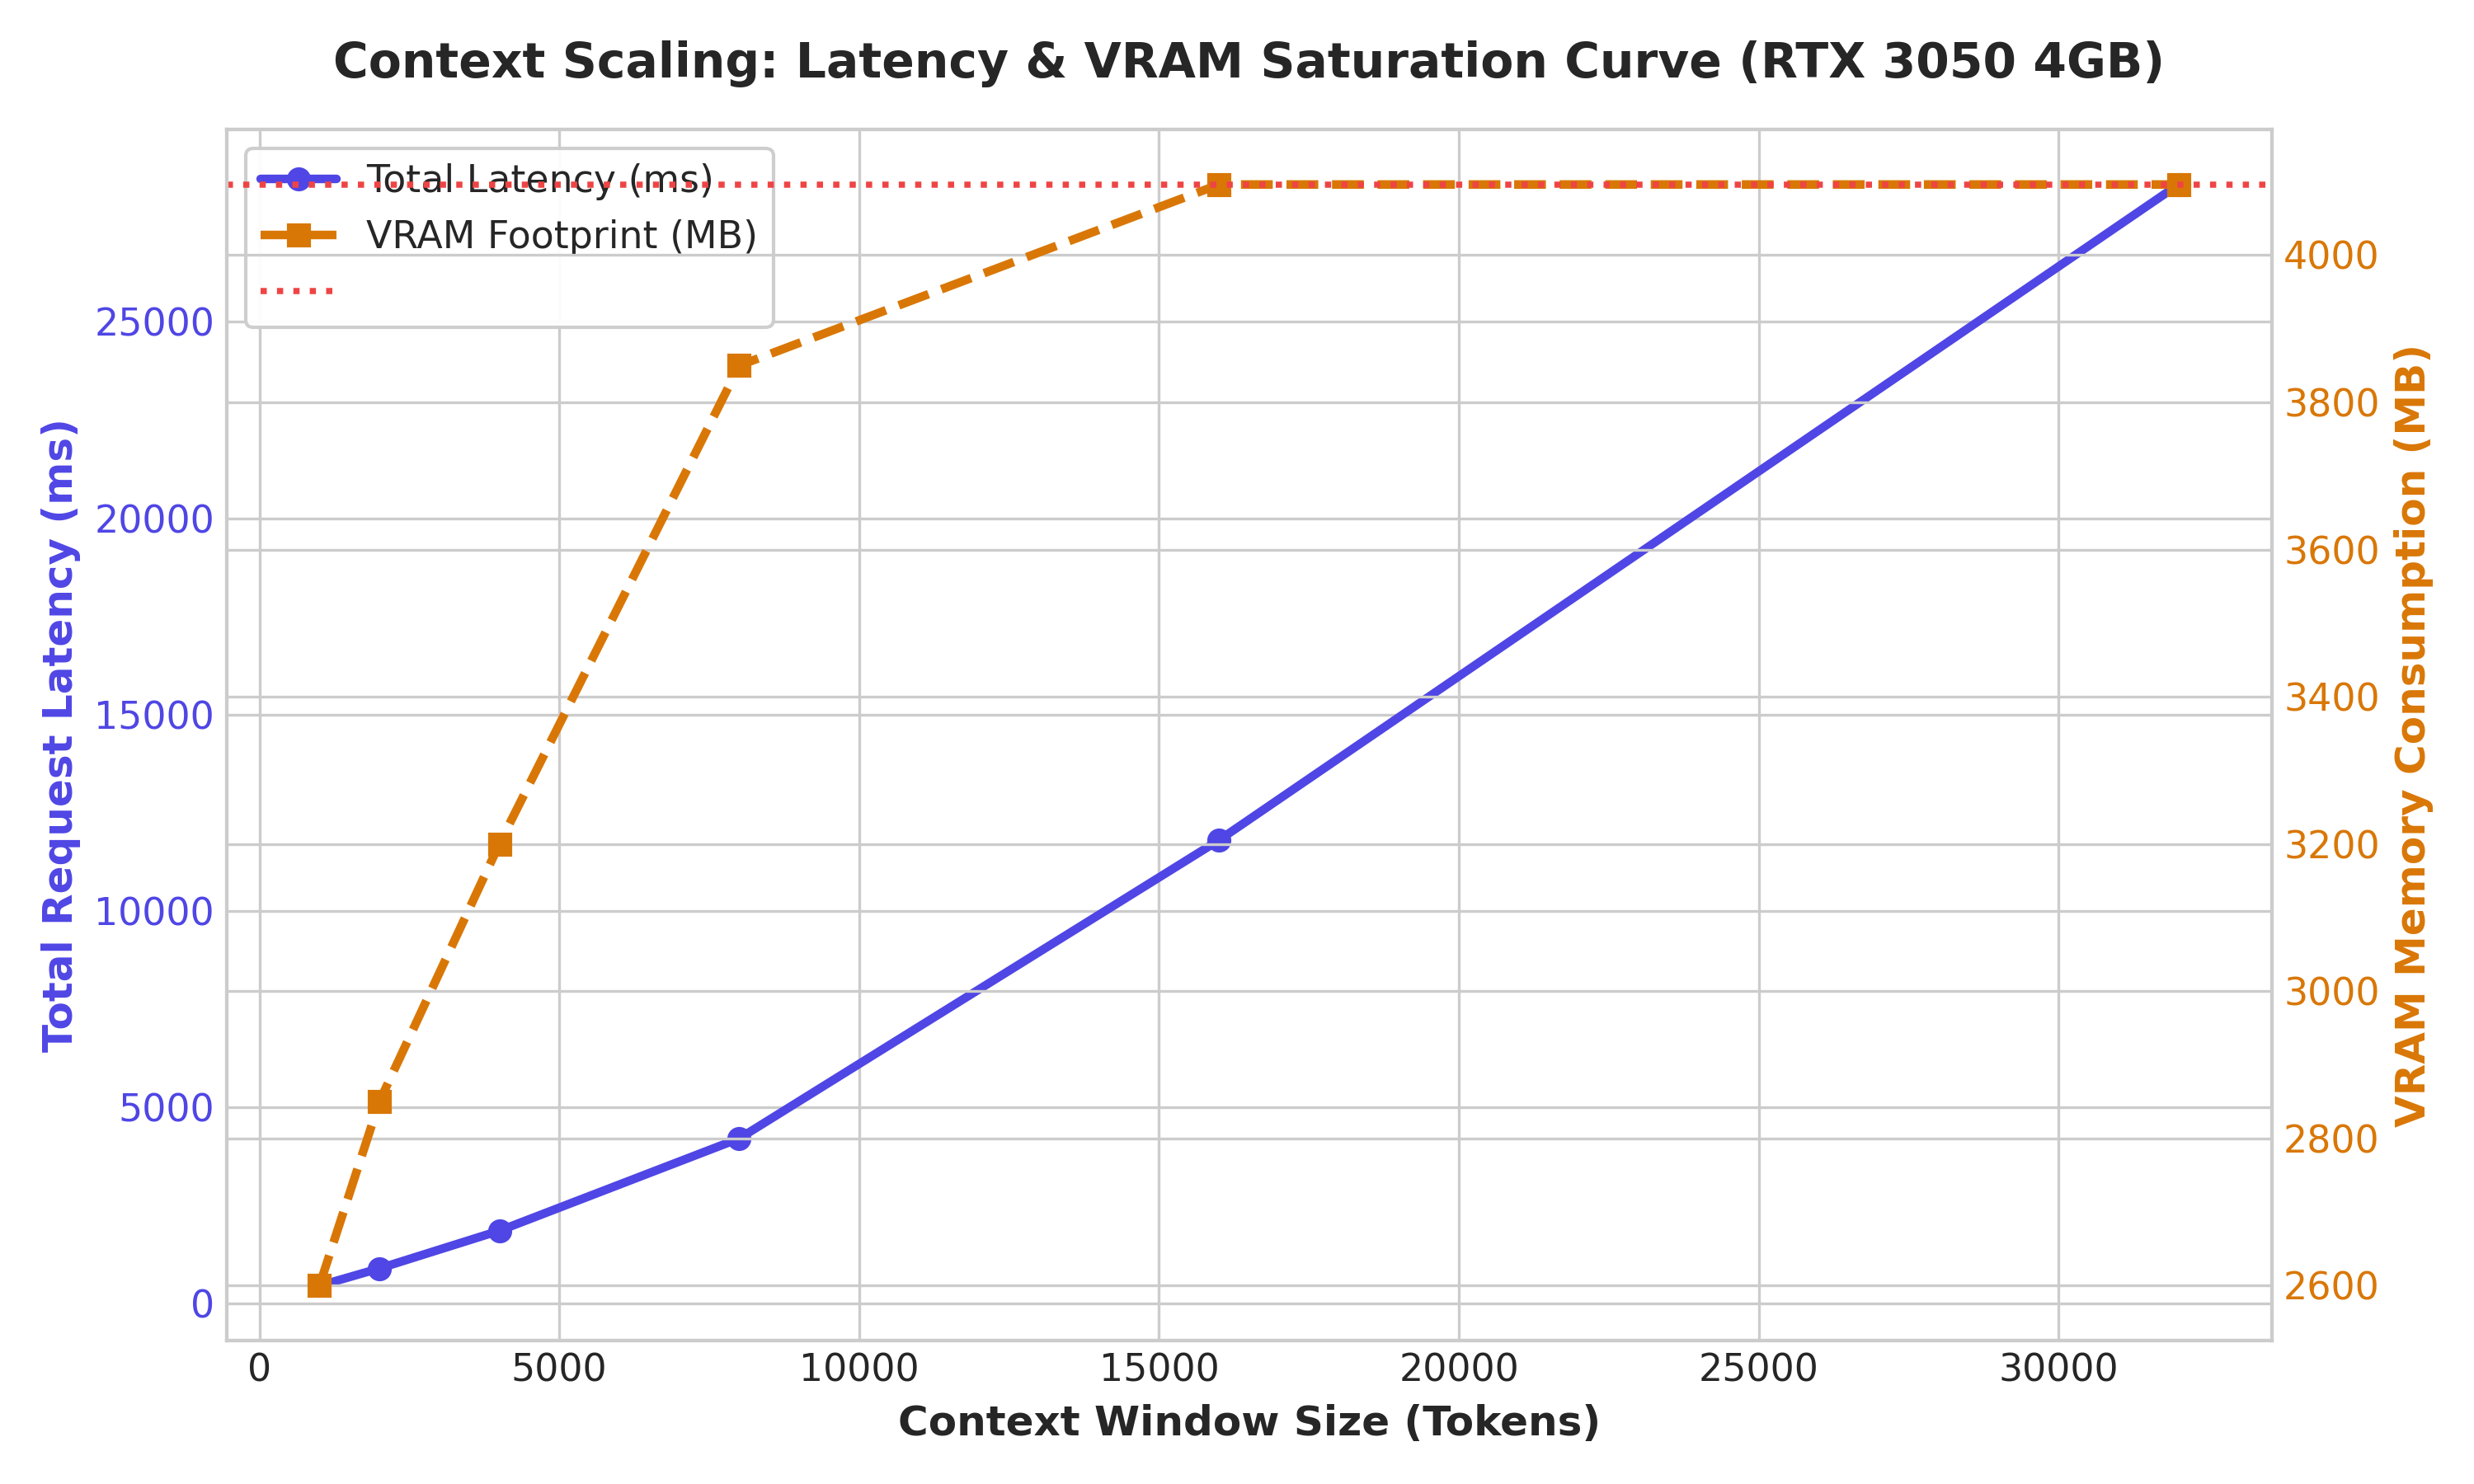 Context Scaling: Latency & VRAM Saturation Curve (RTX 3050 4GB)
Total Latency (ms)
VRAM Footprint (MB)
Total Request Latency (ms)
25000
20000
15000
10000
5000
0
4000
3800
3600
3400
3200
3000
2800
2600
VRAM Memory Consumption (MB)
0 5000 10000 15000 20000 25000 30000
Context Window Size (Tokens)